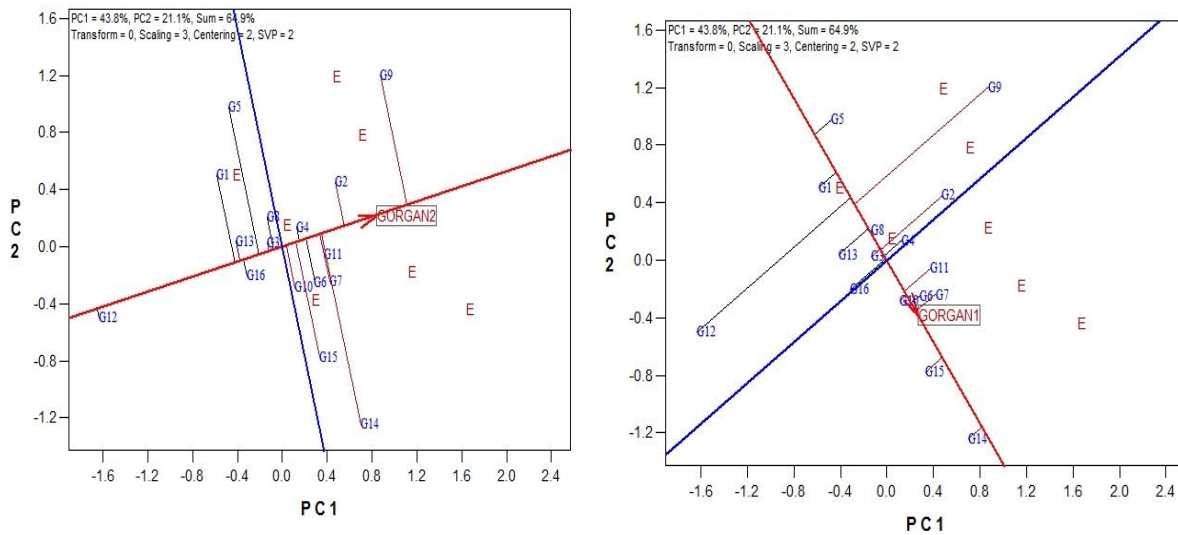 PC1 = 43.8%, PC2 = 21.1%, Sum = 64.9%
Transform = 0, Scaling = 3, Centering = 2, SVP = 2
1.6
1.2
0.8
0.4
0.0
-0.4
-0.8
-1.2
P
C
2
E
G9
G5
E
G1
E
G2
G8
E
GORGAN2
G4
G13
G3
G11
E
G16
G10
G6
G7
E
E
G12
G15
G14
-1.6
-1.2
-0.8
-0.4
0.0
0.4
0.8
1.2
1.6
2.0
2.4
PC1
PC1 = 43.8%, PC2 = 21.1%, Sum = 64.9%
Transform = 0, Scaling = 3, Centering = 2, SVP = 2
1.6
1.2
0.8
0.4
0.0
-0.4
-0.8
-1.2
P
C
2
E
G9
G5
E
G1
E
G2
G8
E
E
G4
G13
G3
G11
E
G16
G6
G7
GORGAN1
E
G12
G15
G14
-1.6
-1.2
-0.8
-0.4
0.0
0.4
0.8
1.2
1.6
2.0
2.4
PC1